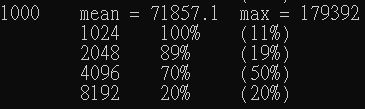 1000 mean = 71857.1 max = 179392
1024 100% (11%)
2048 89% (19%)
4096 70% (50%)
8192 20% (20%)